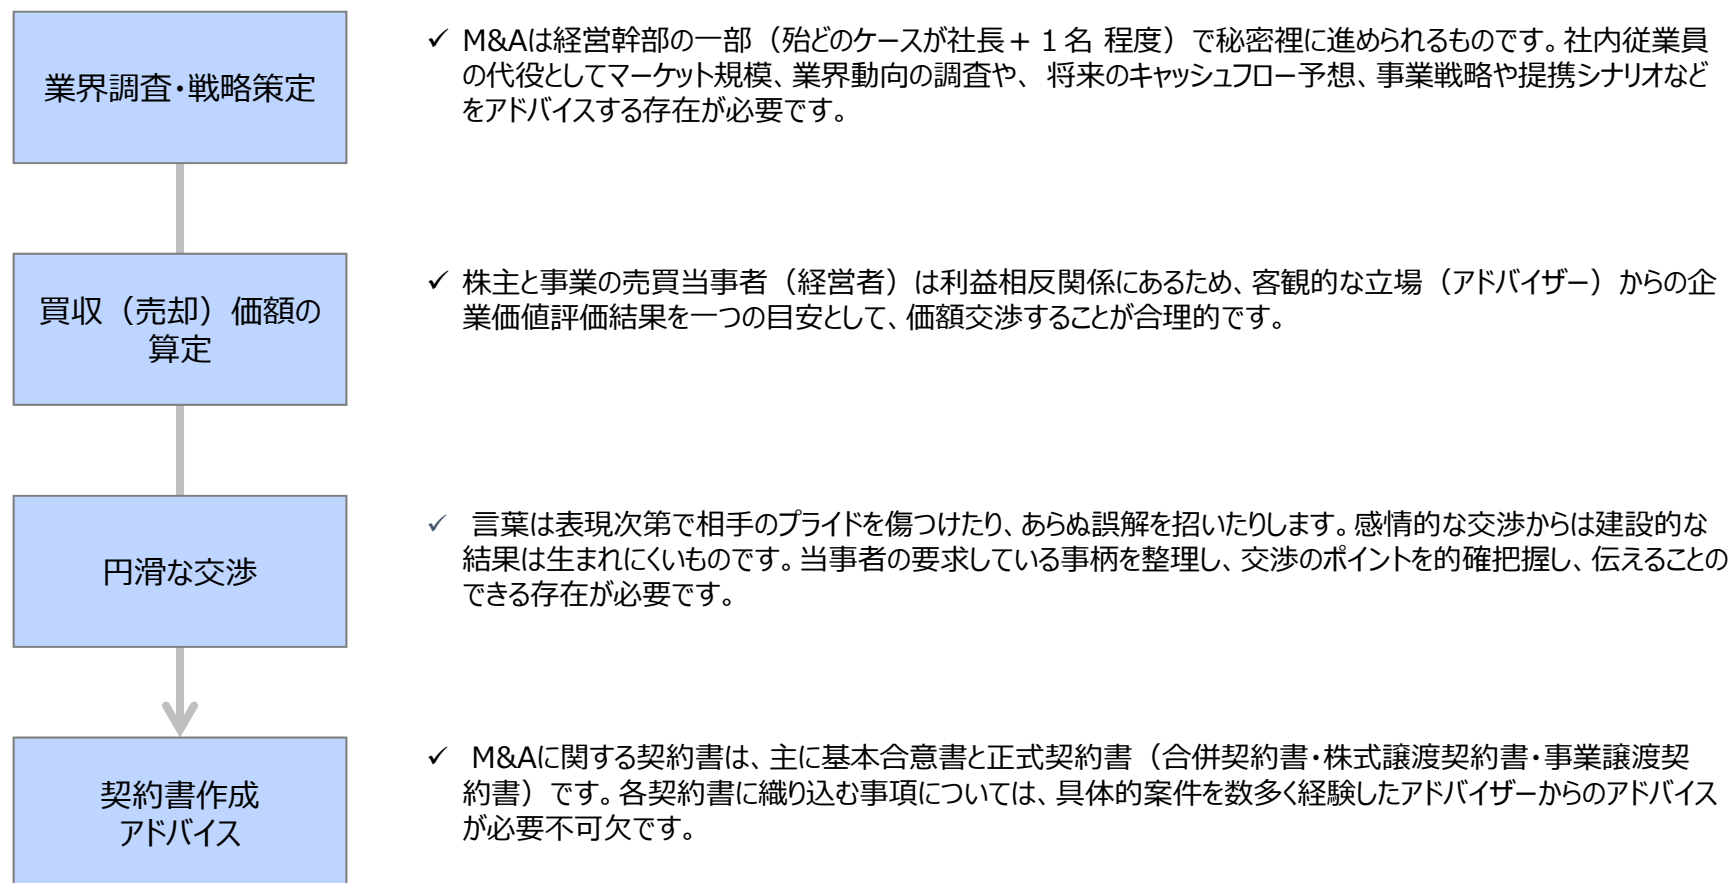 業界調査・戦略策定
✓ M&Aは経営幹部の一部（殆どのケースが社長＋１名 程度）で秘密裡に進められるものです。社内従業員
の代役としてマーケット規模、業界動向の調査や、 将来のキャッシュフロー予想、事業戦略や提携シナリオなど
をアドバイスする存在が必要です。
買収（売却）価額の
算定
✓ 株主と事業の売買当事者（経営者）は利益相反関係にあるため、客観的な立場（アドバイザー）からの企
業価値評価結果を一つの目安として、価額交渉することが合理的です。
円滑な交渉
✓ 言葉は表現次第で相手のプライドを傷つけたり、あらぬ誤解を招いたりします。感情的な交渉からは建設的な
結果は生まれにくいものです。当事者の要求している事柄を整理し、交渉のポイントを的確把握し、伝えることの
できる存在が必要です。
契約書作成
アドバイス
✓ M&Aに関する契約書は、主に基本合意書と正式契約書（合併契約書・株式譲渡契約書・事業譲渡契
約書）です。各契約書に織り込む事項については、具体的案件を数多く経験したアドバイザーからのアドバイス
が必要不可欠です。